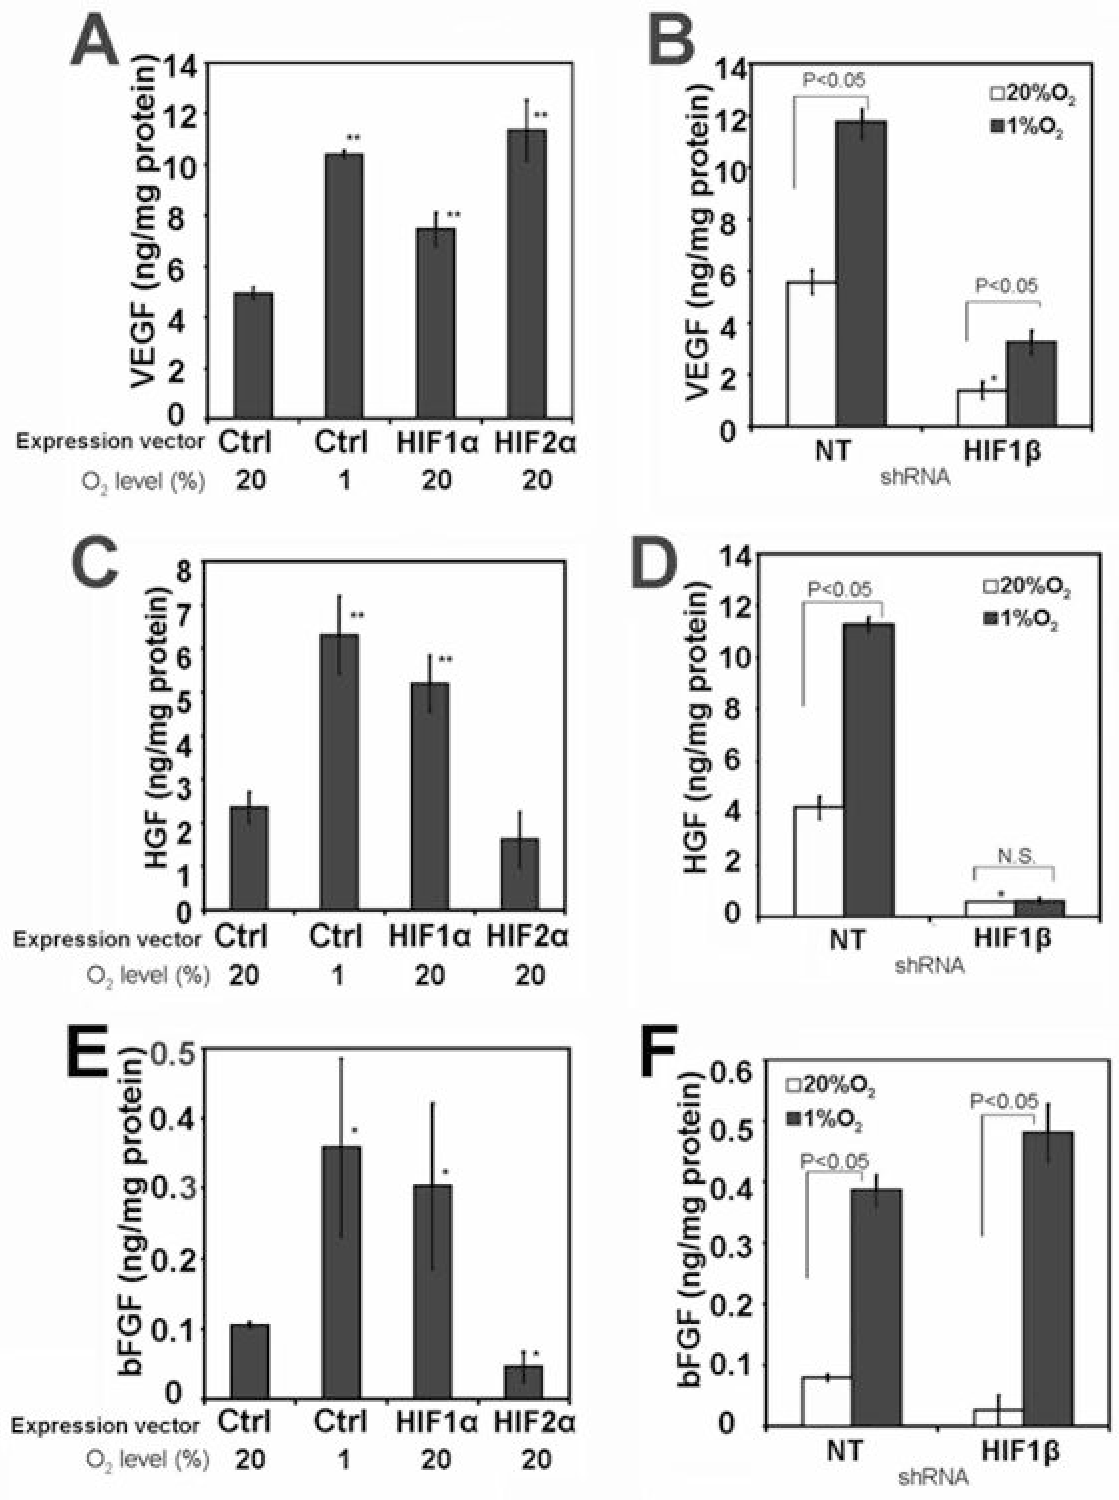 A
VEGF (ng/mg protein)
14
12
10
8
6
4
2
0
**
**
**
Expression vector Ctrl Ctrl HIF1α HIF2α
O2 level (%) 20 1 20 20
B
VEGF (ng/mg protein)
14
12
10
8
6
4
2
0
P<0.05
20%O2
1%O2
P<0.05
*
NT HIF1β
shRNA
C
HGF (ng/mg protein)
8
7
6
5
4
3
2
1
0
**
**
Expression vector Ctrl Ctrl HIF1α HIF2α
O2 level (%) 20 1 20 20
D
HGF (ng/mg protein)
14
12
10
8
6
4
2
0
P<0.05
20%O2
1%O2
N.S.
*
NT HIF1β
shRNA
E
bFGF (ng/mg protein)
0.5
0.4
0.3
0.2
0.1
0
*
*
*
Expression vector Ctrl Ctrl HIF1α HIF2α
O2 level (%) 20 1 20 20
F
bFGF (ng/mg protein)
0.6
0.5
0.4
0.3
0.2
0.1
0
20%O2
1%O2
P<0.05
P<0.05
NT HIF1β
shRNA